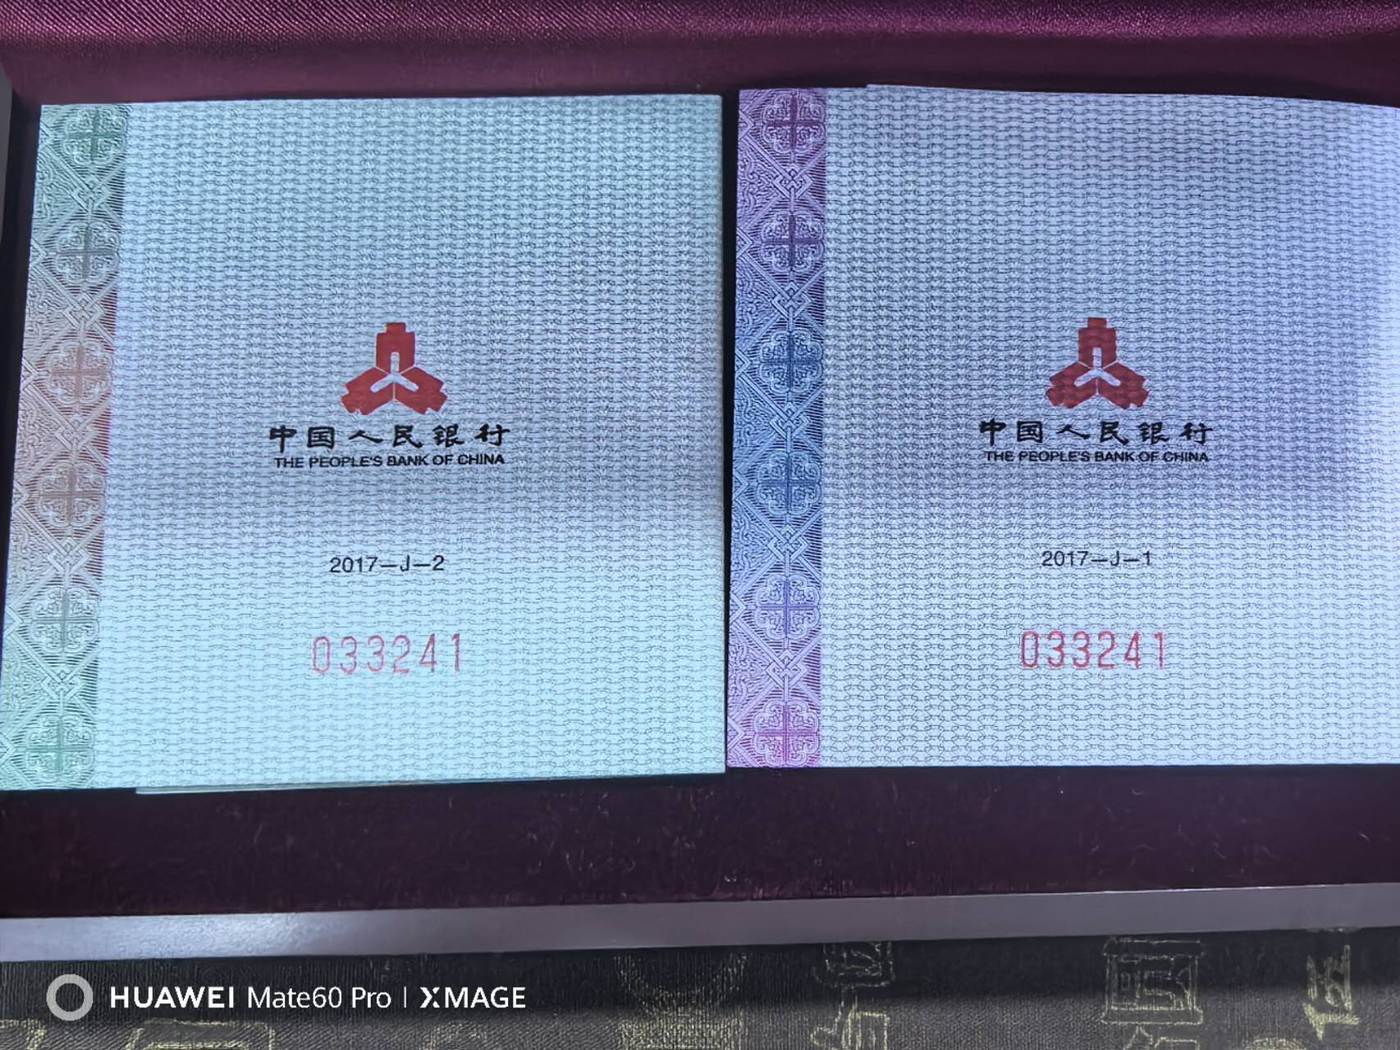 中国人民银行
THE PEOPLE'S BANK OF CHINA
2017-J-2
033241
中国人民银行
THE PEOPLE'S BANK OF CHINA
2017-J-1
033241
HUAWEI Mate60 Pro | XMAGE